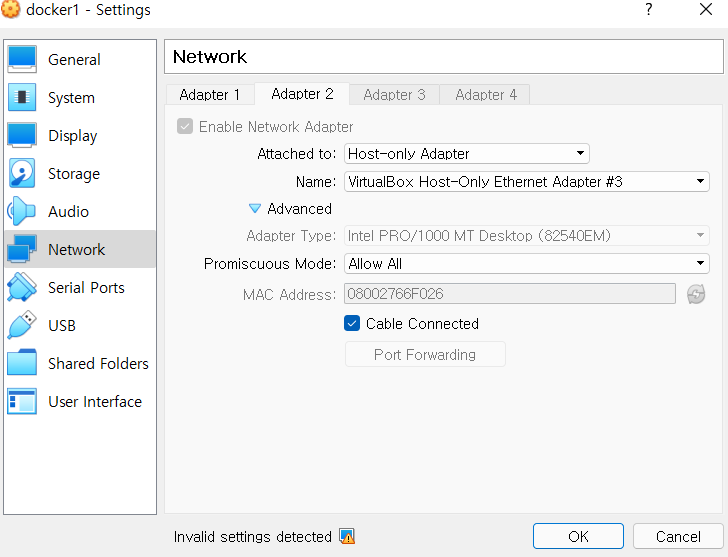 docker1 - Settings ? ×
General
System
Display
Storage
Audio
Network
Serial Ports
USB
Shared Folders
User Interface
Network
Adapter 1 Adapter 2 Adapter 3 Adapter 4
Enable Network Adapter
Attached to: Host-only Adapter
Name: VirtualBox Host-Only Ethernet Adapter #3
Advanced
Adapter Type: Intel PRO/1000 MT Desktop (82540EM)
Promiscuous Mode: Allow All
MAC Address: 08002766F026
Cable Connected
Port Forwarding
Invalid settings detected OK Cancel